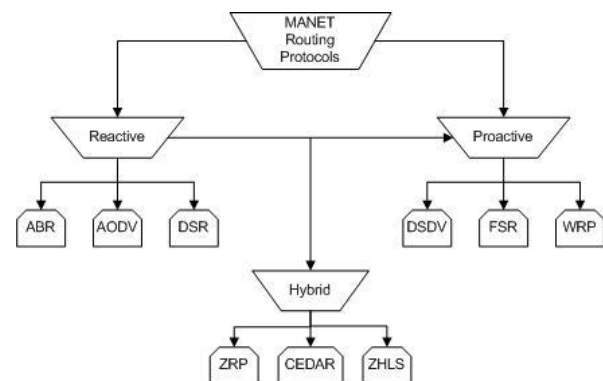 MANET
Routing
Protocols
Reactive
Proactive
ABR
AODV
DSR
DSDV
FSR
WRP
Hybrid
ZRP
CEDAR
ZHLS